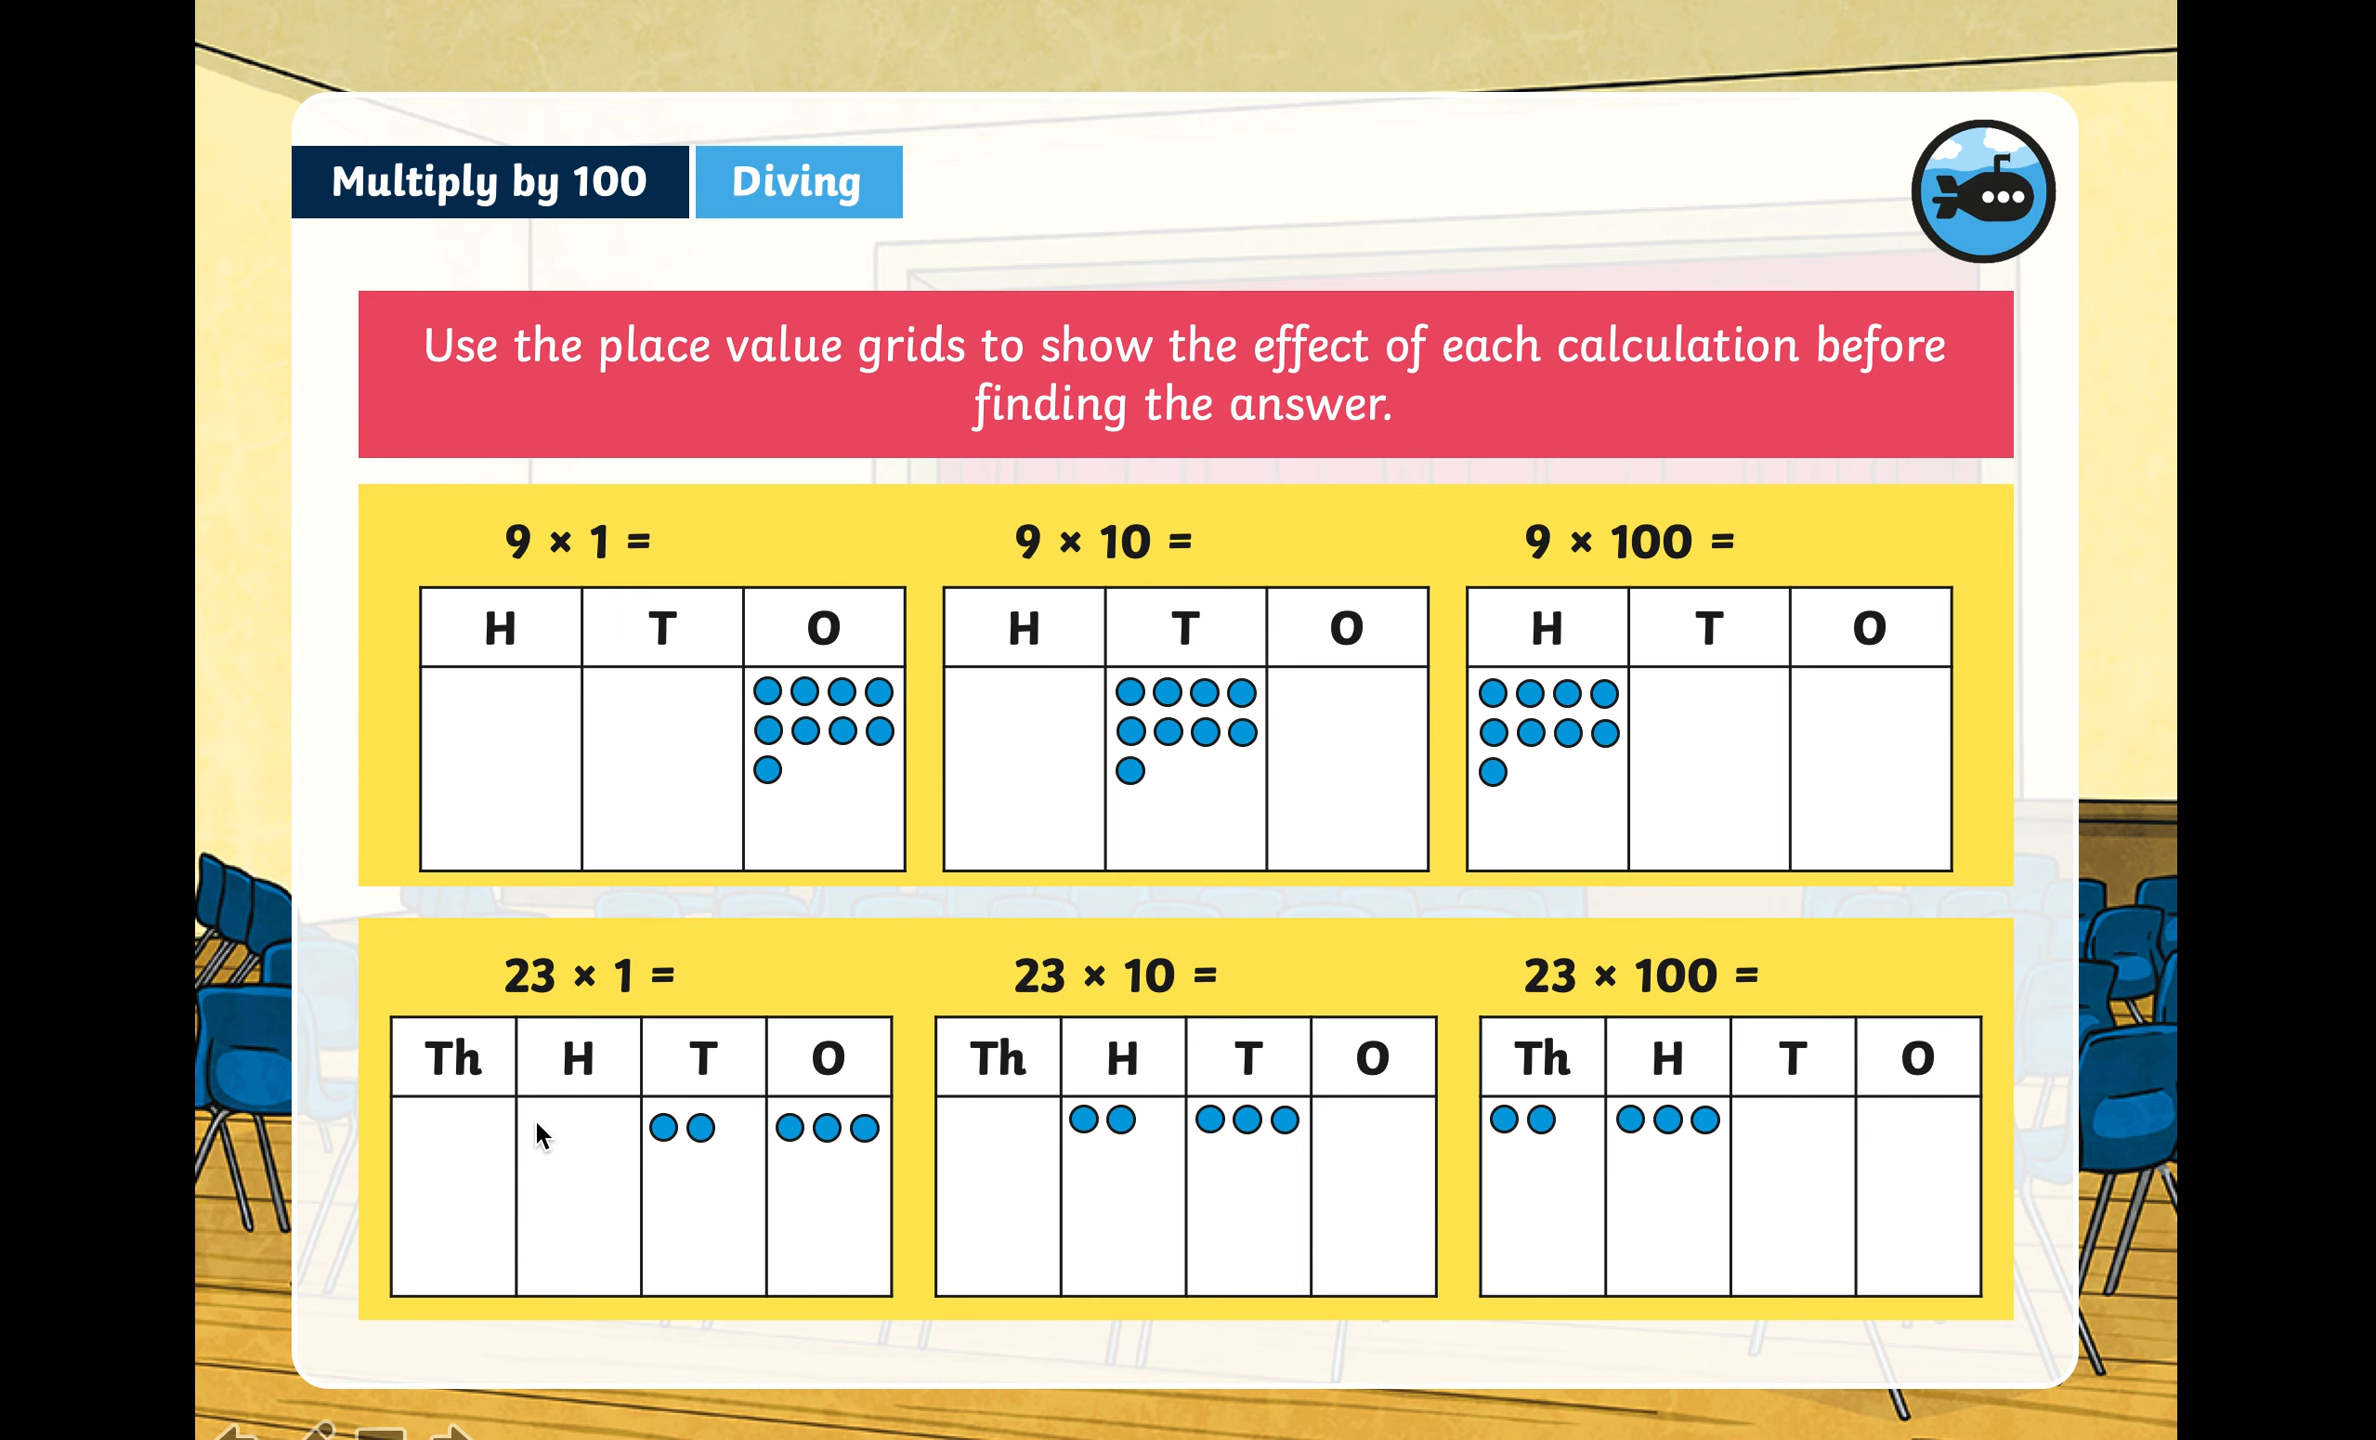 Multiply by 100 Diving
Use the place value grids to show the effect of each calculation before
finding the answer.
9 × 1 = 9 × 10 = 9 × 100 =
H T O H T O H T O
23 × 1 = 23 × 10 = 23 × 100 =
Th H T O Th H T O Th H T O